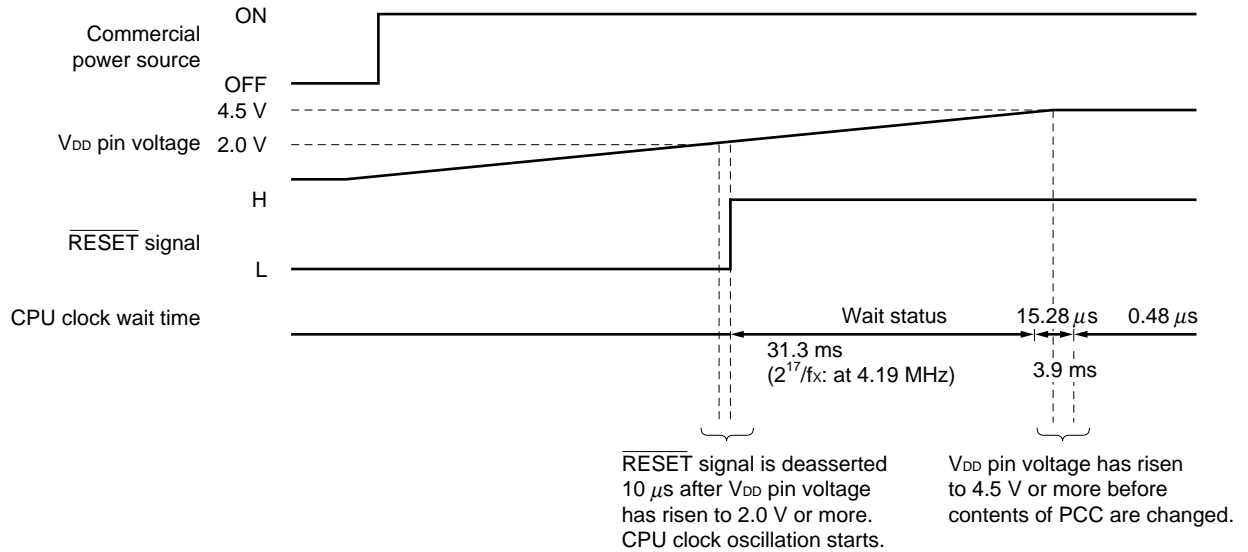 ON
Commercial
power source
OFF
4.5 V
VDD pin voltage 2.0 V
H
RESET signal
L
CPU clock wait time
Wait status 15.28 μs 0.48 μs
31.3 ms
(2¹⁷/fx: at 4.19 MHz) 3.9 ms
RESET signal is deasserted
10 μs after VDD pin voltage
has risen to 2.0 V or more.
CPU clock oscillation starts.
VDD pin voltage has risen
to 4.5 V or more before
contents of PCC are changed.